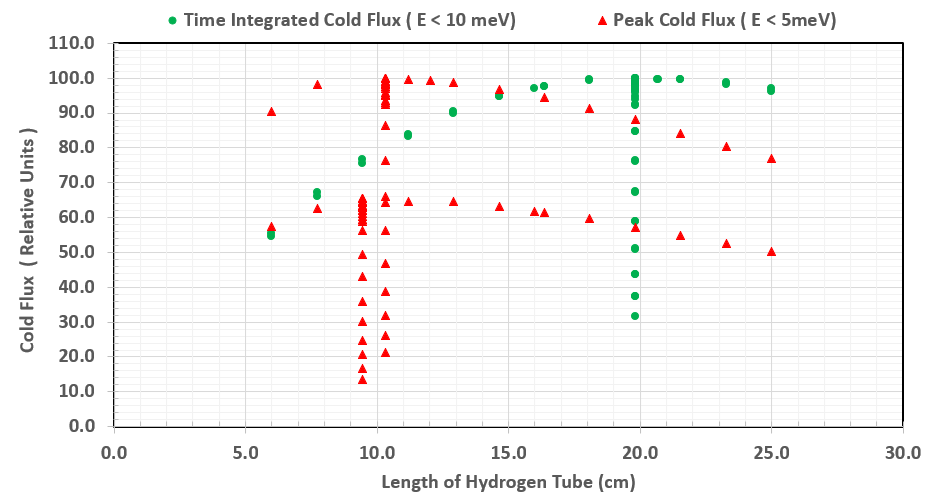 Time Integrated Cold Flux ( E < 10 meV)
Peak Cold Flux ( E < 5meV)
Cold Flux ( Relative Units )
110.0
100.0
90.0
80.0
70.0
60.0
50.0
40.0
30.0
20.0
10.0
0.0
0.0 5.0 10.0 15.0 20.0 25.0 30.0
Length of Hydrogen Tube (cm)